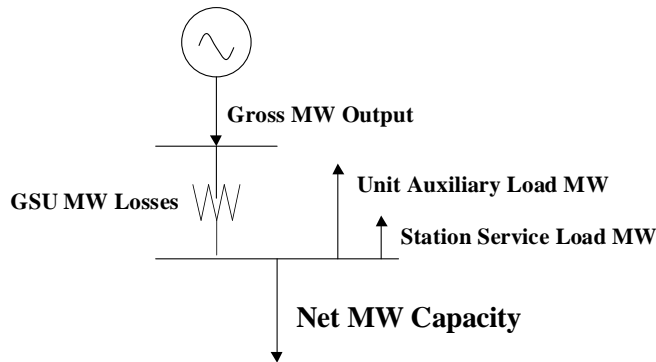 Gross MW Output
Unit Auxiliary Load MW
GSU MW Losses
Station Service Load MW
Net MW Capacity